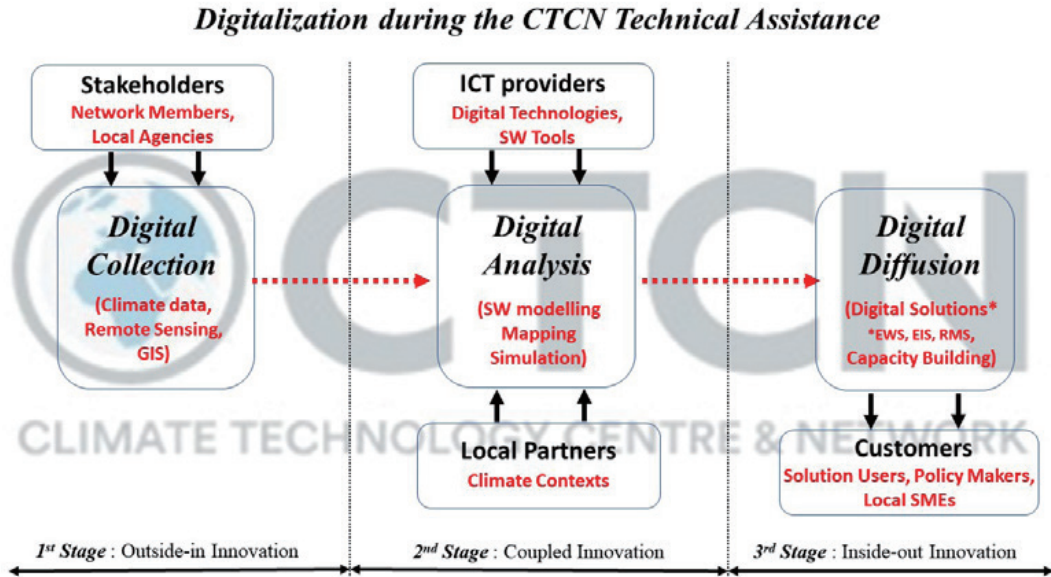 Digitalization during the CTCN Technical Assistance
Stakeholders
Network Members,
Local Agencies
Digital
Collection
(Climate data,
Remote Sensing,
GIS)
ICT providers
Digital Technologies,
SW Tools
Digital
Analysis
(SW modelling
Mapping
Simulation)
Local Partners
Climate Contexts
Digital
Diffusion
(Digital Solutions*
*EWS, EIS, RMS,
Capacity Building)
Customers
Solution Users, Policy Makers,
Local SMEs
CTCN
CLIMATE TECHNOLOGY CENTRE & NETWORK
1st Stage : Outside-in Innovation
2nd Stage : Coupled Innovation
3rd Stage : Inside-out Innovation